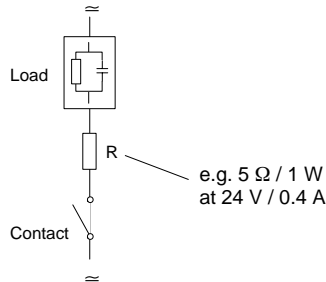 ≃
Load
R
e.g. 5 Ω / 1 W
at 24 V / 0.4 A
Contact
≃